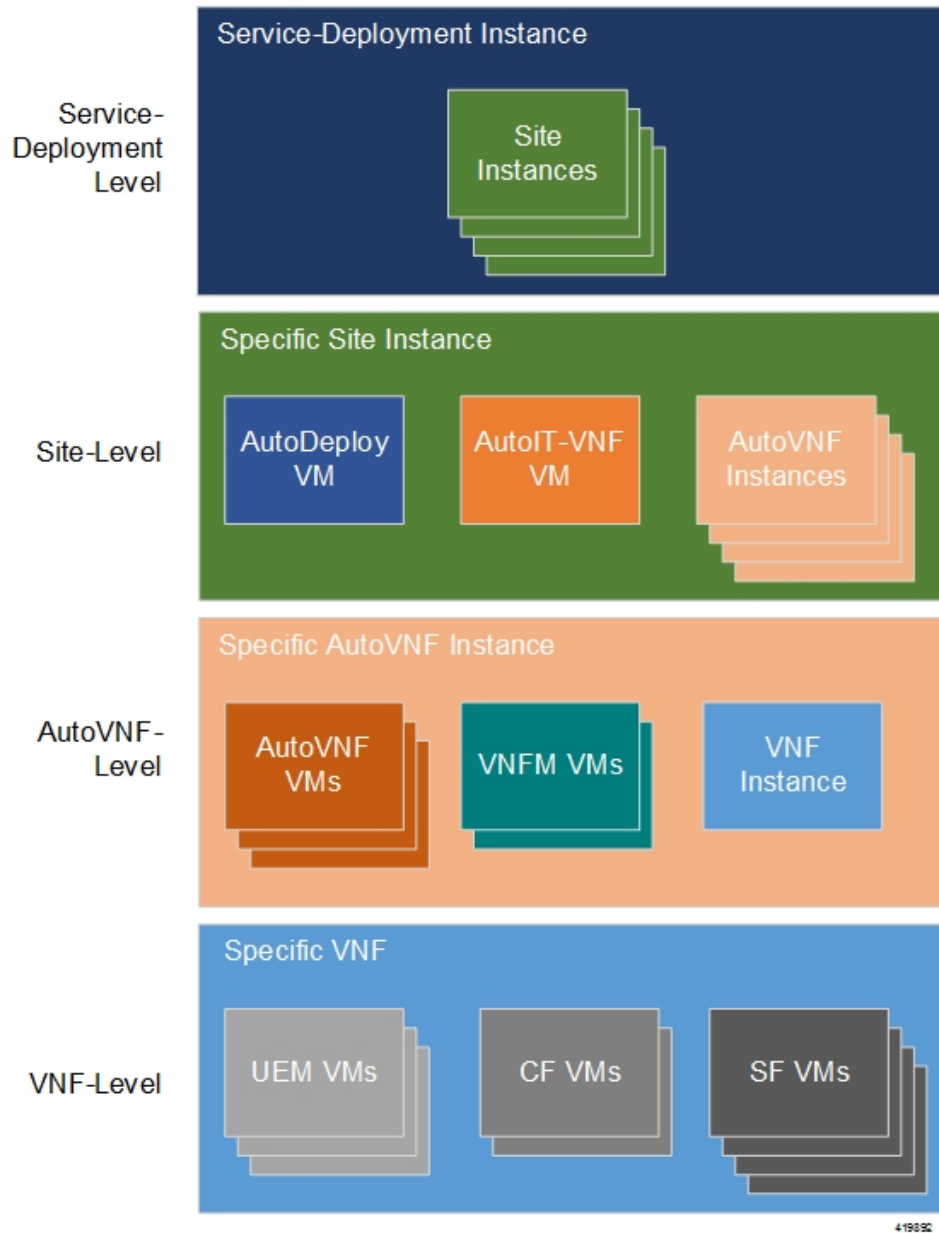 Service-Deployment Instance
Service-
Deployment
Level
Site
Instances
Specific Site Instance
Site-Level
AutoDeploy
VM
AutoIT-VNF
VM
AutoVNF
Instances
Specific AutoVNF Instance
AutoVNF-
Level
AutoVNF
VMs
VNFM VMs
VNF
Instance
Specific VNF
VNF-Level
UEM VMs
CF VMs
SF VMs
419892